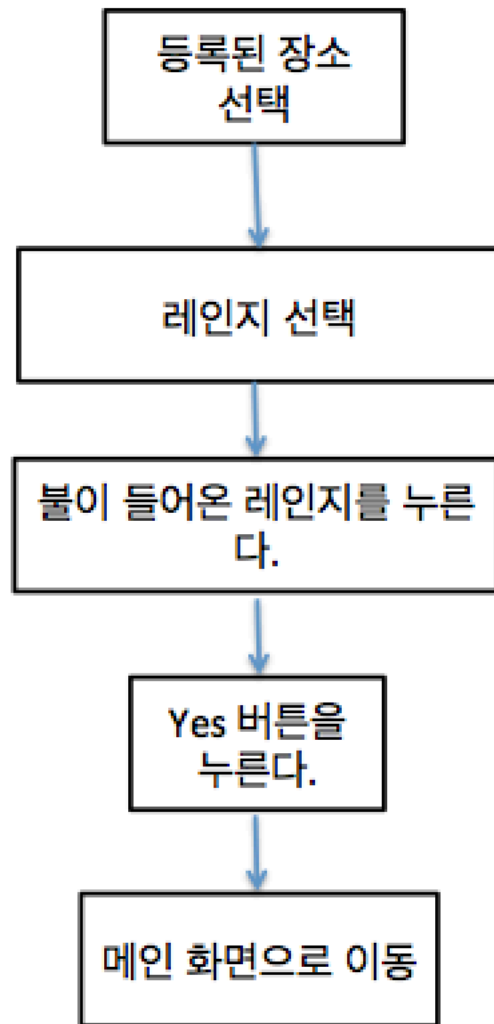 등록된 장소
선택
레인지 선택
불이 들어온 레인지를 누른
다.
Yes 버튼을
누른다.
메인 화면으로 이동